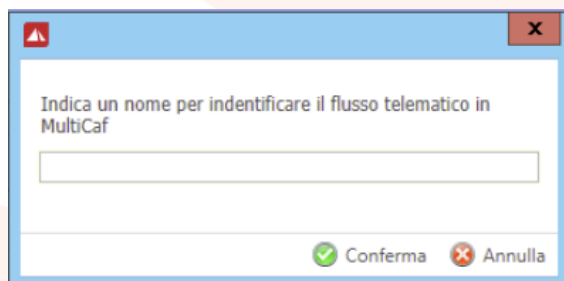 x
Indica un nome per indentificare il flusso telematico in
MultiCaf
Conferma Annulla